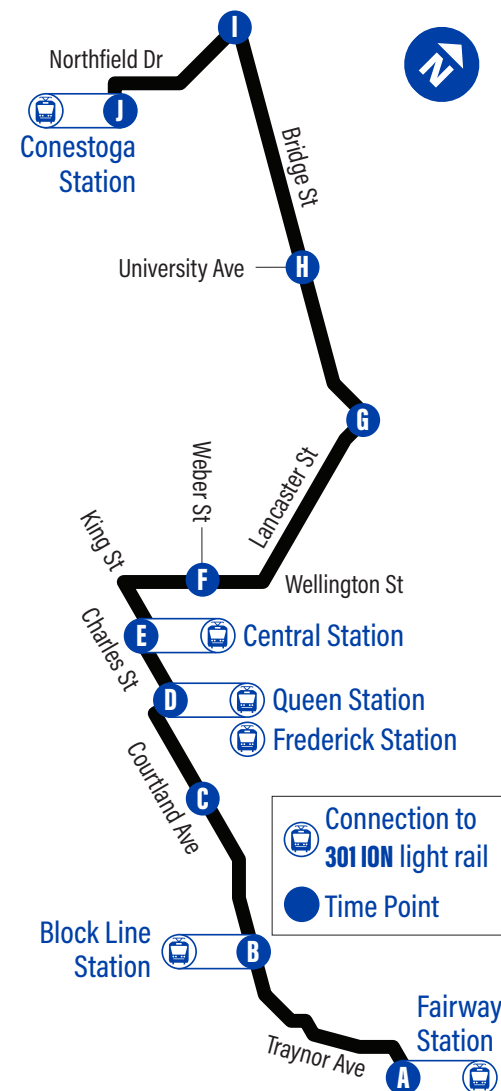 I
N
Northfield Dr
J
Conestoga
Station
Bridge St
University Ave
H
G
Weber St
Lancaster St
King St
F
Wellington St
E
Central Station
Charles St
D
Queen Station
Frederick Station
Courtland Ave
C
Connection to
301 ION light rail
Time Point
Block Line
Station
B
Fairway
Station
Traynor Ave
A